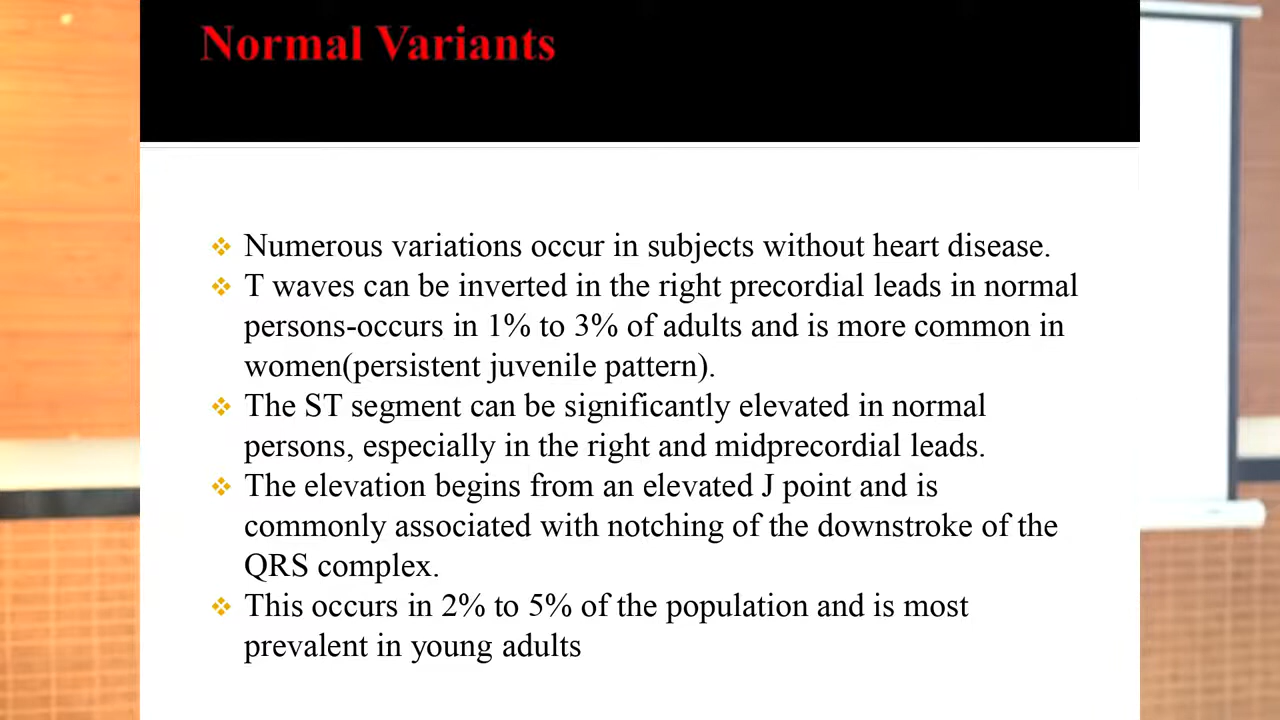 Normal Variants
Numerous variations occur in subjects without heart disease.
T waves can be inverted in the right precordial leads in normal
persons-occurs in 1% to 3% of adults and is more common in
women(persistent juvenile pattern).
The ST segment can be significantly elevated in normal
persons, especially in the right and midprecordial leads.
The elevation begins from an elevated J point and is
commonly associated with notching of the downstroke of the
QRS complex.
This occurs in 2% to 5% of the population and is most
prevalent in young adults